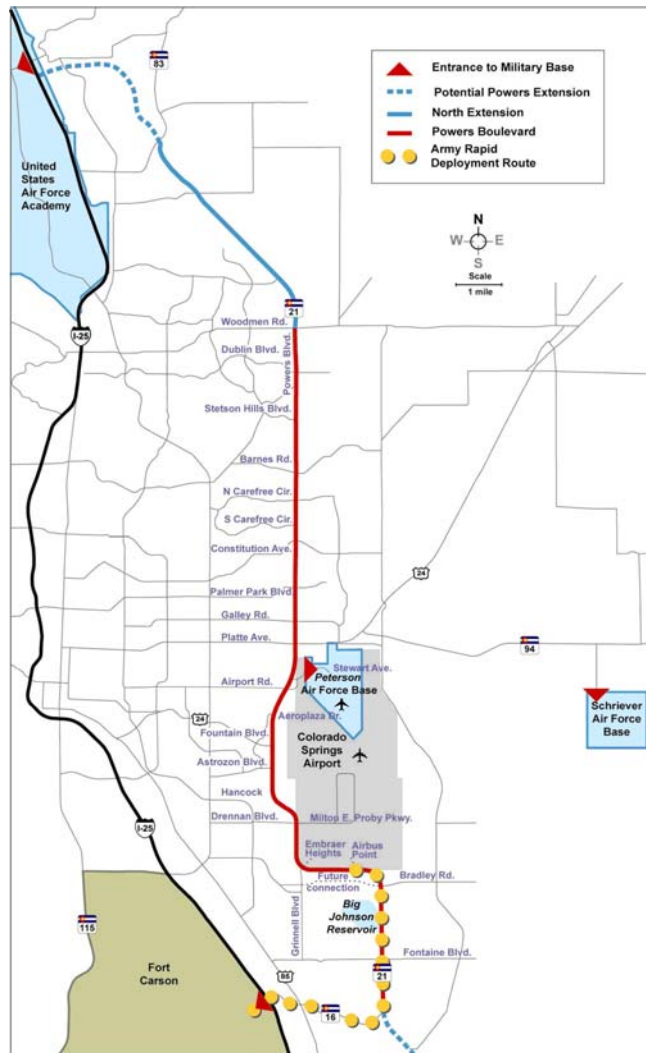 83
Entrance to Military Base
Potential Powers Extension
North Extension
Powers Boulevard
Army Rapid
Deployment Route
United
States
Air Force
Academy
N
W E
S
Scale
1 mile
21
I-25
Woodmen Rd.
Dublin Blvd.
Powers Blvd.
Stetson Hills Blvd.
Barnes Rd.
N Carefree Cir.
S Carefree Cir.
Constitution Ave.
24
Palmer Park Blvd.
Galley Rd.
Platte Ave.
94
Stewart Ave.
Peterson
Air Force Base
Airport Rd.
Schriever
Air Force
Base
24
Aeroplaza Dr.
Fountain Blvd.
Colorado
Springs
Airport
Astrozon Blvd.
Hancock
Drennan Blvd.
Milton E. Proby Pkwy.
I-25
Embraer
Heights
Airbus
Point
Future
connection
Bradley Rd.
Big
Johnson
Reservoir
Grinnell Blvd
115
Fontaine Blvd.
Fort
Carson
85
21
16